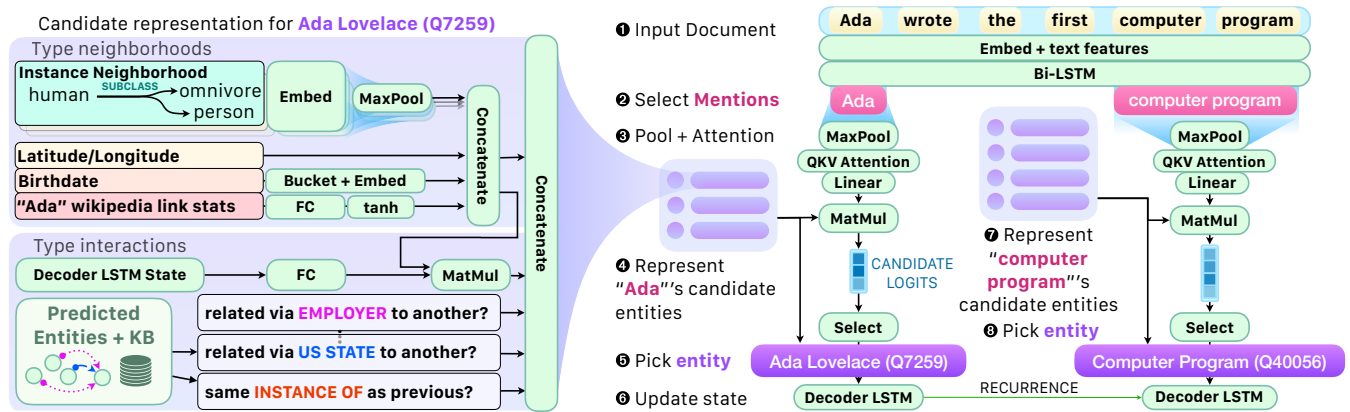 Candidate representation for Ada Lovelace (Q7259)
Type neighborhoods
Instance Neighborhood
human
SUBCLASS
omnivore
person
Embed
MaxPool
Concatenate
Latitude/Longitude
Birthdate
Bucket + Embed
“Ada” wikipedia link stats
FC
tanh
Type interactions
Decoder LSTM State
FC
MatMul
Concatenate
Predicted
Entities + KB
related via EMPLOYER to another?
related via US STATE to another?
same INSTANCE OF as previous?
❶ Input Document
❷ Select Mentions
❸ Pool + Attention
❹ Represent
“Ada”'s candidate
entities
❺ Pick entity
❻ Update state
Ada wrote the first computer program
Embed + text features
Bi-LSTM
Ada
MaxPool
QKV Attention
Linear
MatMul
CANDIDATE
LOGITS
Select
Ada Lovelace (Q7259)
Decoder LSTM
RECURRENCE
❼ Represent
“computer
program”'s
candidate entities
❽ Pick entity
computer program
MaxPool
QKV Attention
Linear
MatMul
Select
Computer Program (Q40056)
Decoder LSTM